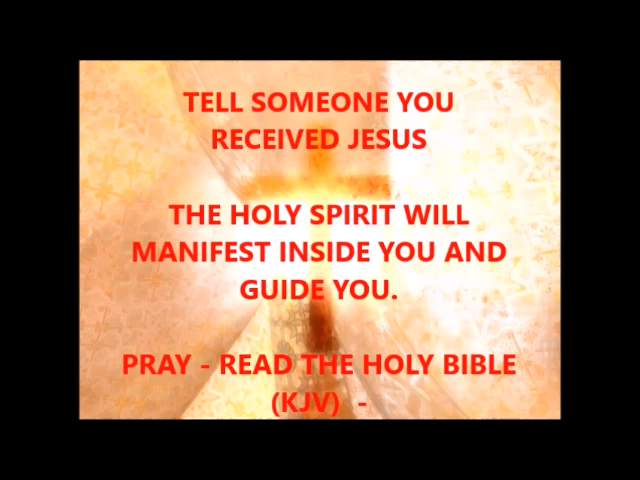 TELL SOMEONE YOU
RECEIVED JESUS
THE HOLY SPIRIT WILL
MANIFEST INSIDE YOU AND
GUIDE YOU.
PRAY - READ THE HOLY BIBLE
(KJV)  -